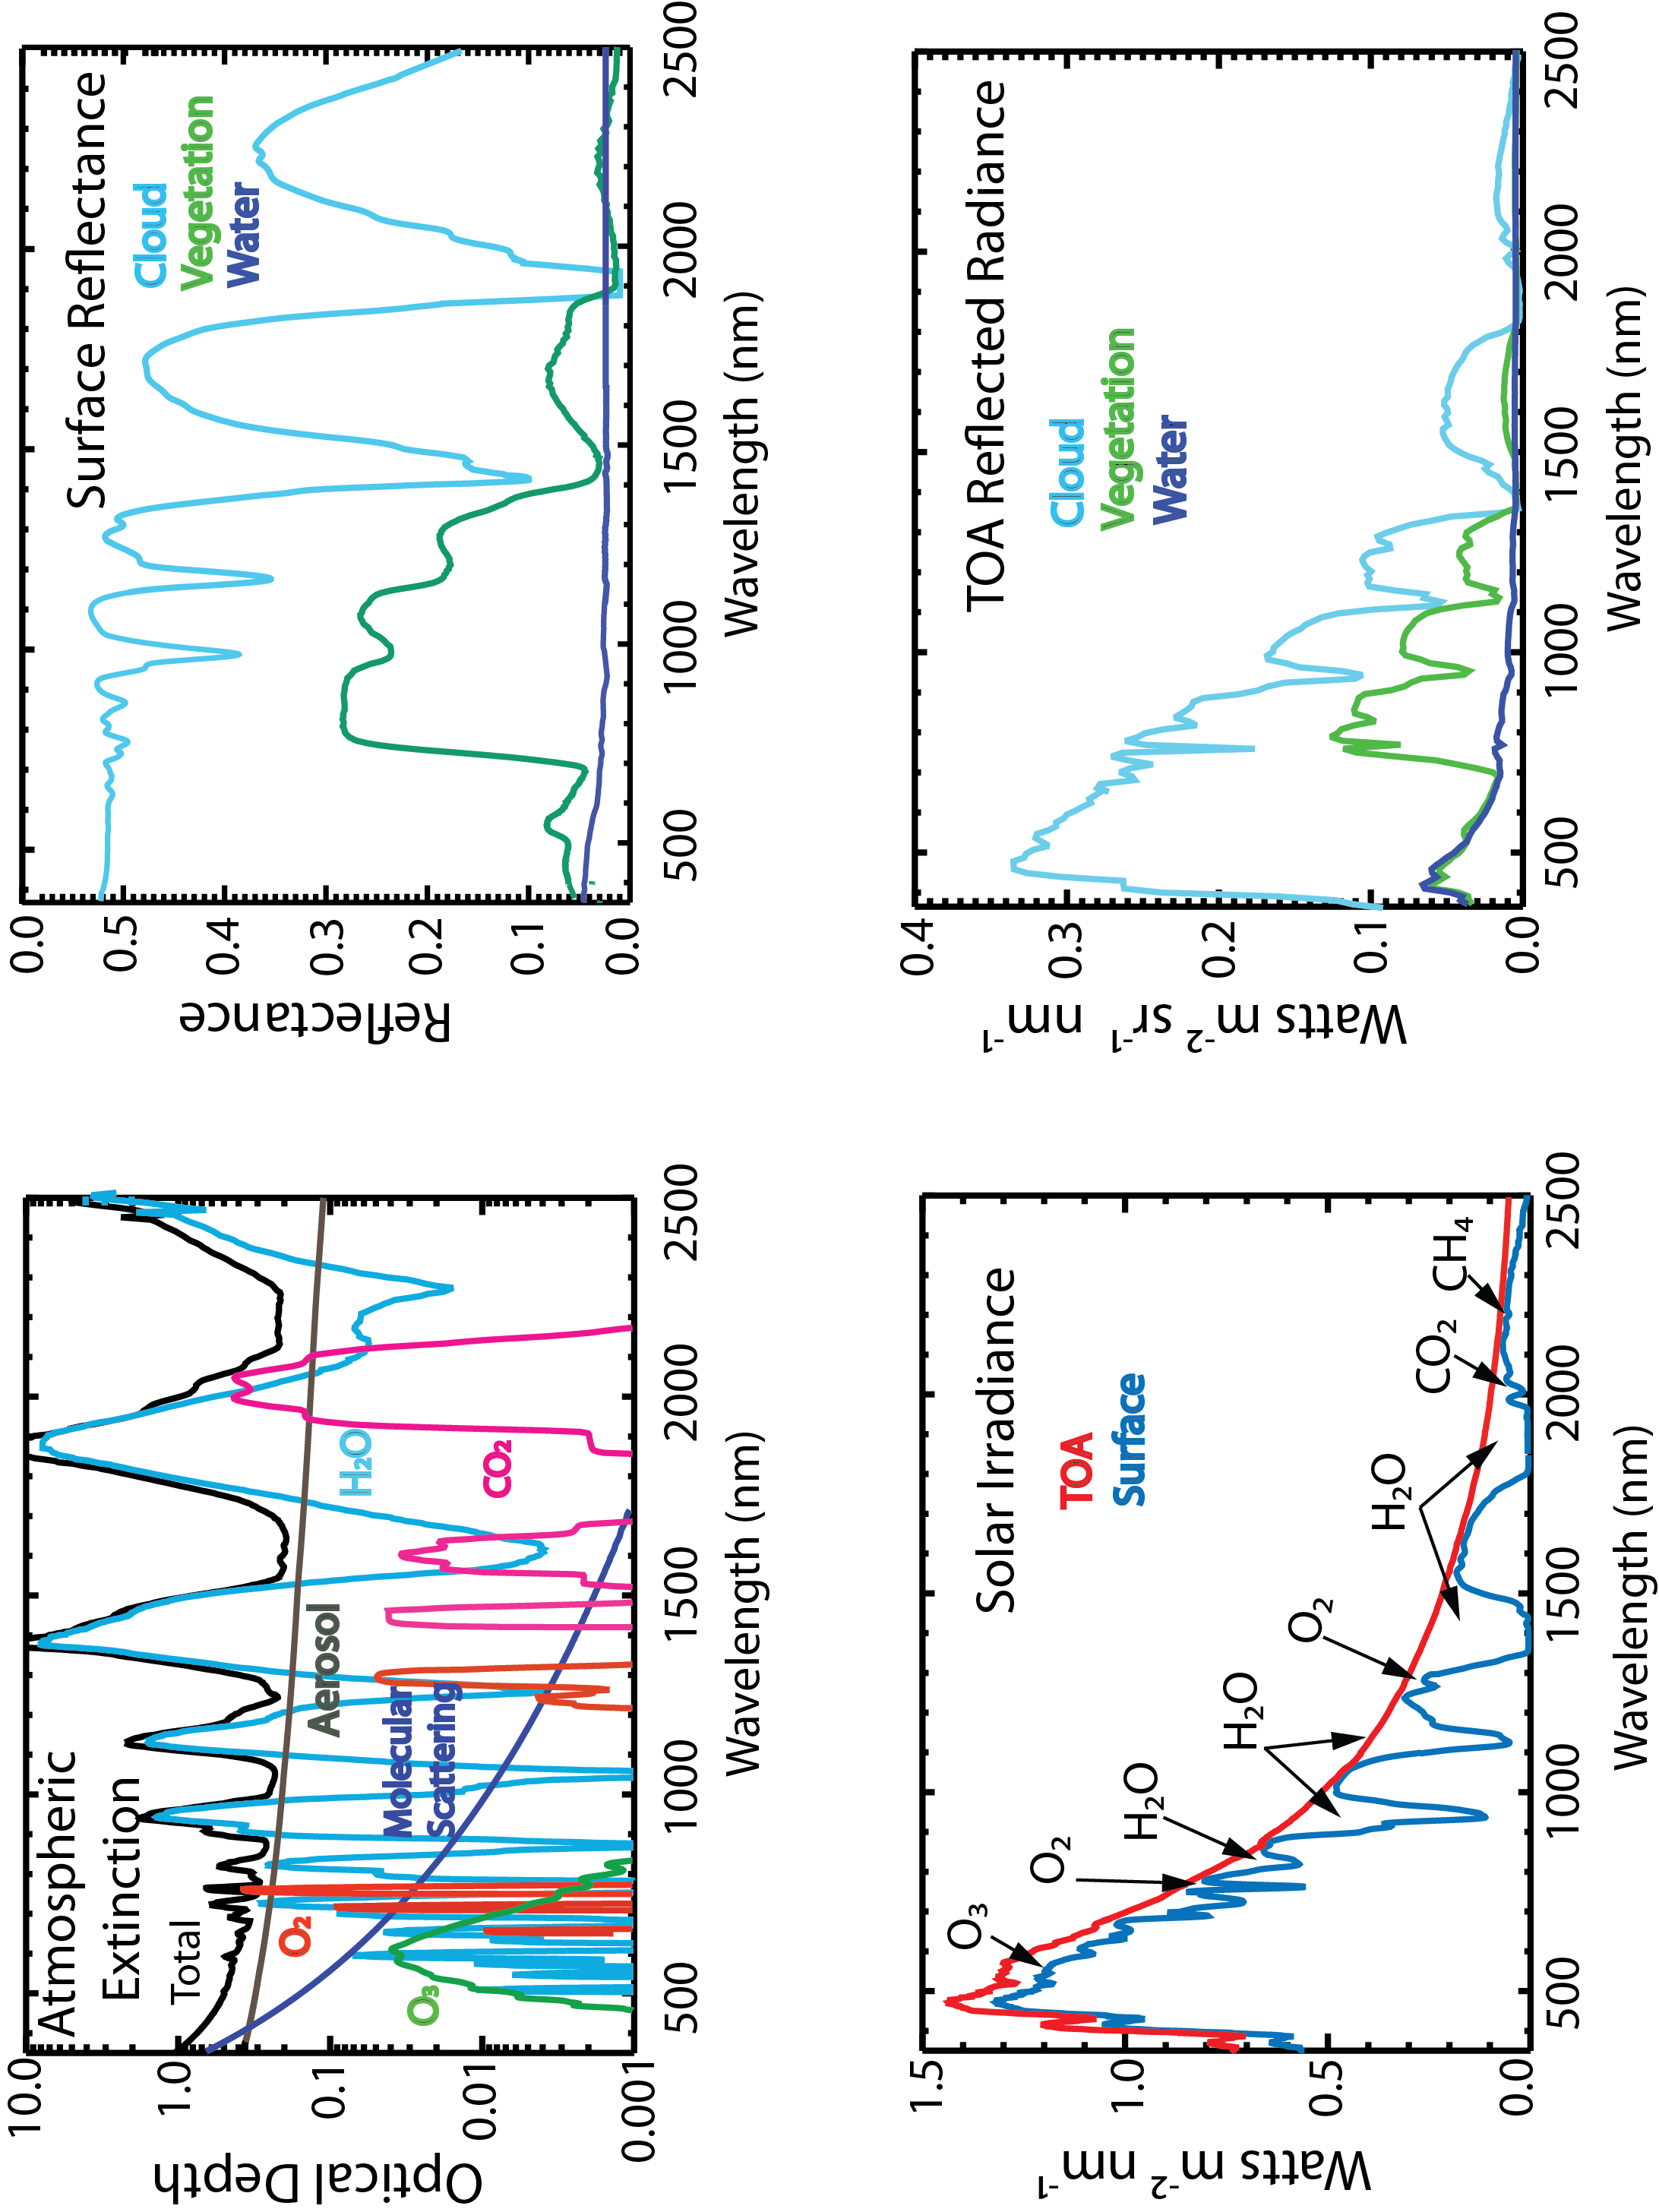 Atmospheric
Extinction
Total
Aerosol
H₂O
O₂
Molecular
Scattering
CO₂
O₃
10.0
1.0
0.1
0.01
0.001
Optical Depth
500
1000
1500
2000
2500
Wavelength (nm)
Surface Reflectance
Cloud
Vegetation
Water
0.0
0.5
0.4
0.3
0.2
0.1
0.0
Reflectance
500
1000
1500
2000
2500
Wavelength (nm)
Solar Irradiance
TOA
Surface
O₃
O₂
H₂O
H₂O
O₂
H₂O
CO₂
CH₄
1.5
1.0
0.5
0.0
Watts m⁻² nm⁻¹
500
1000
1500
2000
2500
Wavelength (nm)
TOA Reflected Radiance
Cloud
Vegetation
Water
0.4
0.3
0.2
0.1
0.0
Watts m⁻² sr⁻¹ nm⁻¹
500
1000
1500
2000
2500
Wavelength (nm)